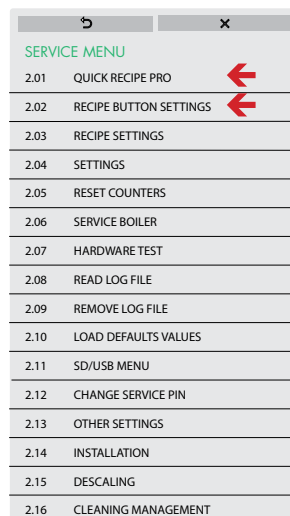 SERVICE MENU
2.01 QUICK RECIPE PRO
2.02 RECIPE BUTTON SETTINGS
2.03 RECIPE SETTINGS
2.04 SETTINGS
2.05 RESET COUNTERS
2.06 SERVICE BOILER
2.07 HARDWARE TEST
2.08 READ LOG FILE
2.09 REMOVE LOG FILE
2.10 LOAD DEFAULTS VALUES
2.11 SD/USB MENU
2.12 CHANGE SERVICE PIN
2.13 OTHER SETTINGS
2.14 INSTALLATION
2.15 DESCALING
2.16 CLEANING MANAGEMENT